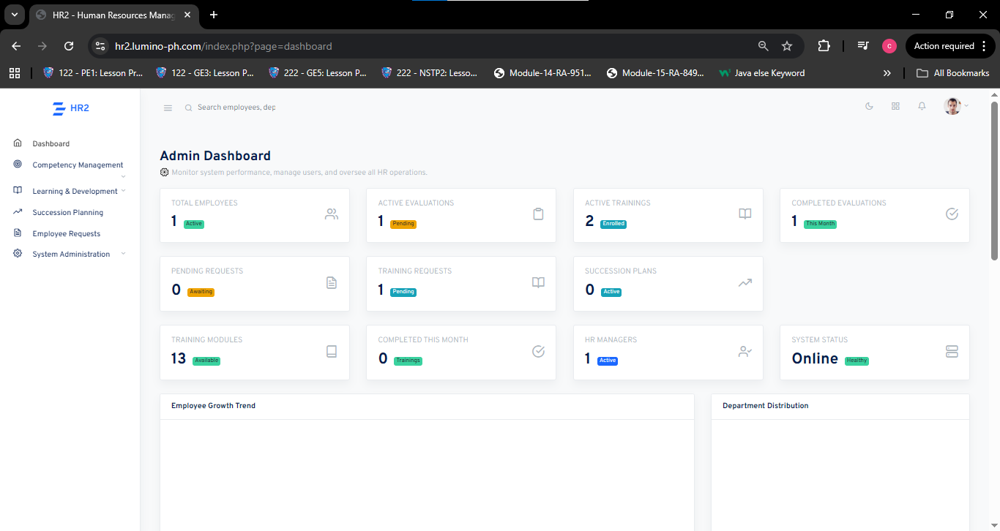 HR2 - Human Resources Manag
hr2.lumino-ph.com/index.php?page=dashboard
C
Action required
122 - PE1: Lesson Pr...
122 - GE3: Lesson P...
222 - GE5: Lesson P...
222 - NSTP2: Lesso...
Module-14-RA-951...
Module-15-RA-849...
Java else Keyword
All Bookmarks
HR2
Search employees, dep
Dashboard
Competency Management
Learning & Development
Succession Planning
Employee Requests
System Administration
Admin Dashboard
Monitor system performance, manage users, and oversee all HR operations.
TOTAL EMPLOYEES
1 Active
ACTIVE EVALUATIONS
1 Pending
ACTIVE TRAININGS
2 Enrolled
COMPLETED EVALUATIONS
1 This Month
PENDING REQUESTS
0 Awaiting
TRAINING REQUESTS
1 Pending
SUCCESSION PLANS
0 Active
TRAINING MODULES
13 Available
COMPLETED THIS MONTH
0 Trainings
HR MANAGERS
1 Active
SYSTEM STATUS
Online Healthy
Employee Growth Trend
Department Distribution